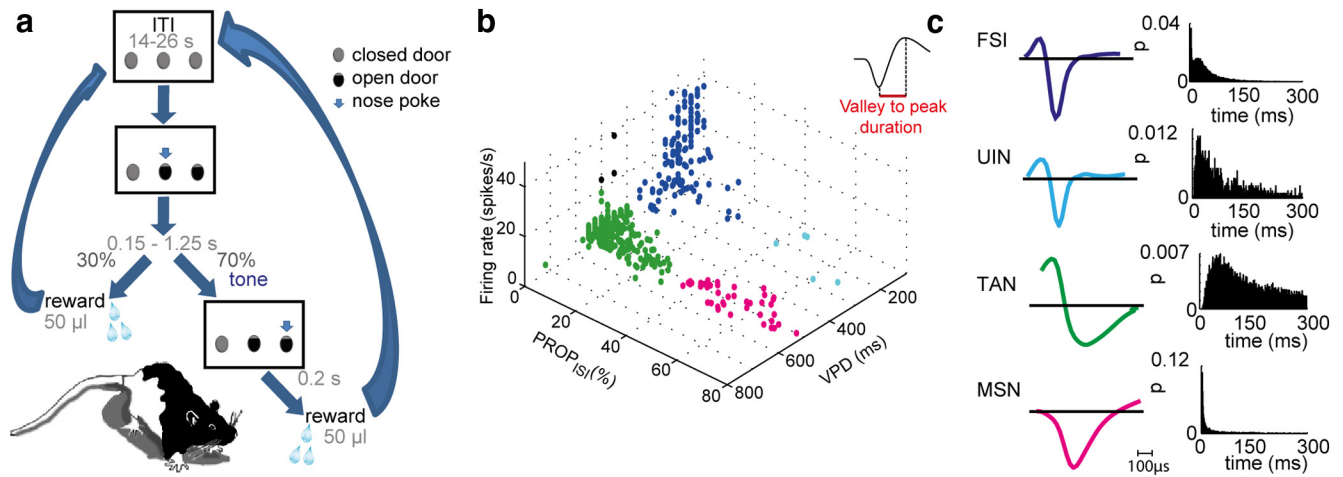 a
ITI
14-26 s
closed door
open door
nose poke
0.15 - 1.25 s
30%
70%
tone
reward
50 µl
0.2 s
reward
50 µl
b
Valley to peak
duration
Firing rate (spikes/s)
40
20
0
0
20
40
60
80
PROP ISI (%)
800
600
400
200
VPD (ms)
c
FSI
p
0.04
0
0 150 300
time (ms)
UIN
p
0.012
0
0 150 300
time (ms)
TAN
p
0.007
0
0 150 300
time (ms)
MSN
p
0.12
0
0 150 300
time (ms)
100µs